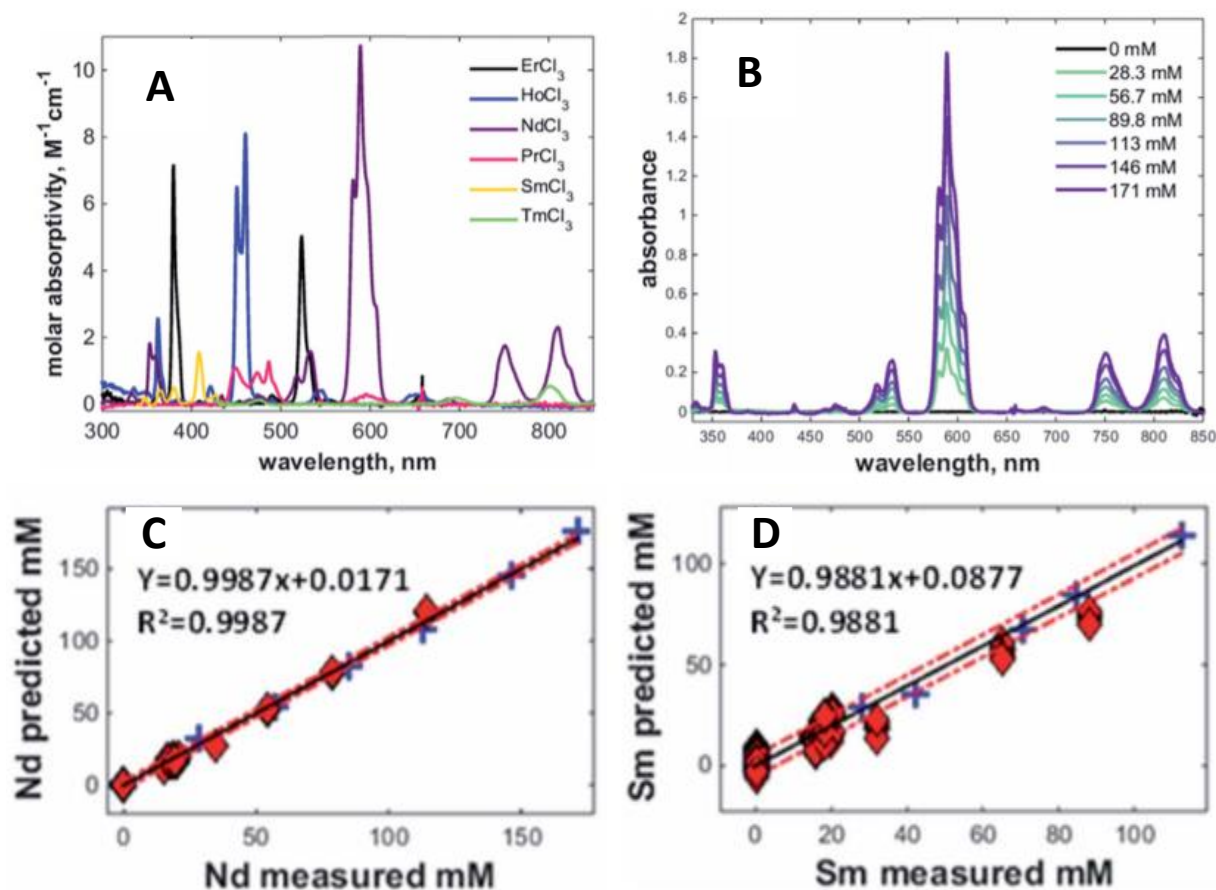 A
molar absorptivity, M⁻¹cm⁻¹
10
8
6
4
2
0
ErCl₃
HoCl₃
NdCl₃
PrCl₃
SmCl₃
TmCl₃
300 400 500 600 700 800
wavelength, nm
B
absorbance
2
1.8
1.6
1.4
1.2
1
0.8
0.6
0.4
0.2
0
0 mM
28.3 mM
56.7 mM
89.8 mM
113 mM
146 mM
171 mM
350 400 450 500 550 600 650 700 750 800 850
wavelength, nm
C
Nd predicted mM
150
100
50
0
Y=0.9987x+0.0171
R²=0.9987
0 50 100 150
Nd measured mM
D
Sm predicted mM
100
50
0
Y=0.9881x+0.0877
R²=0.9881
0 20 40 60 80 100
Sm measured mM